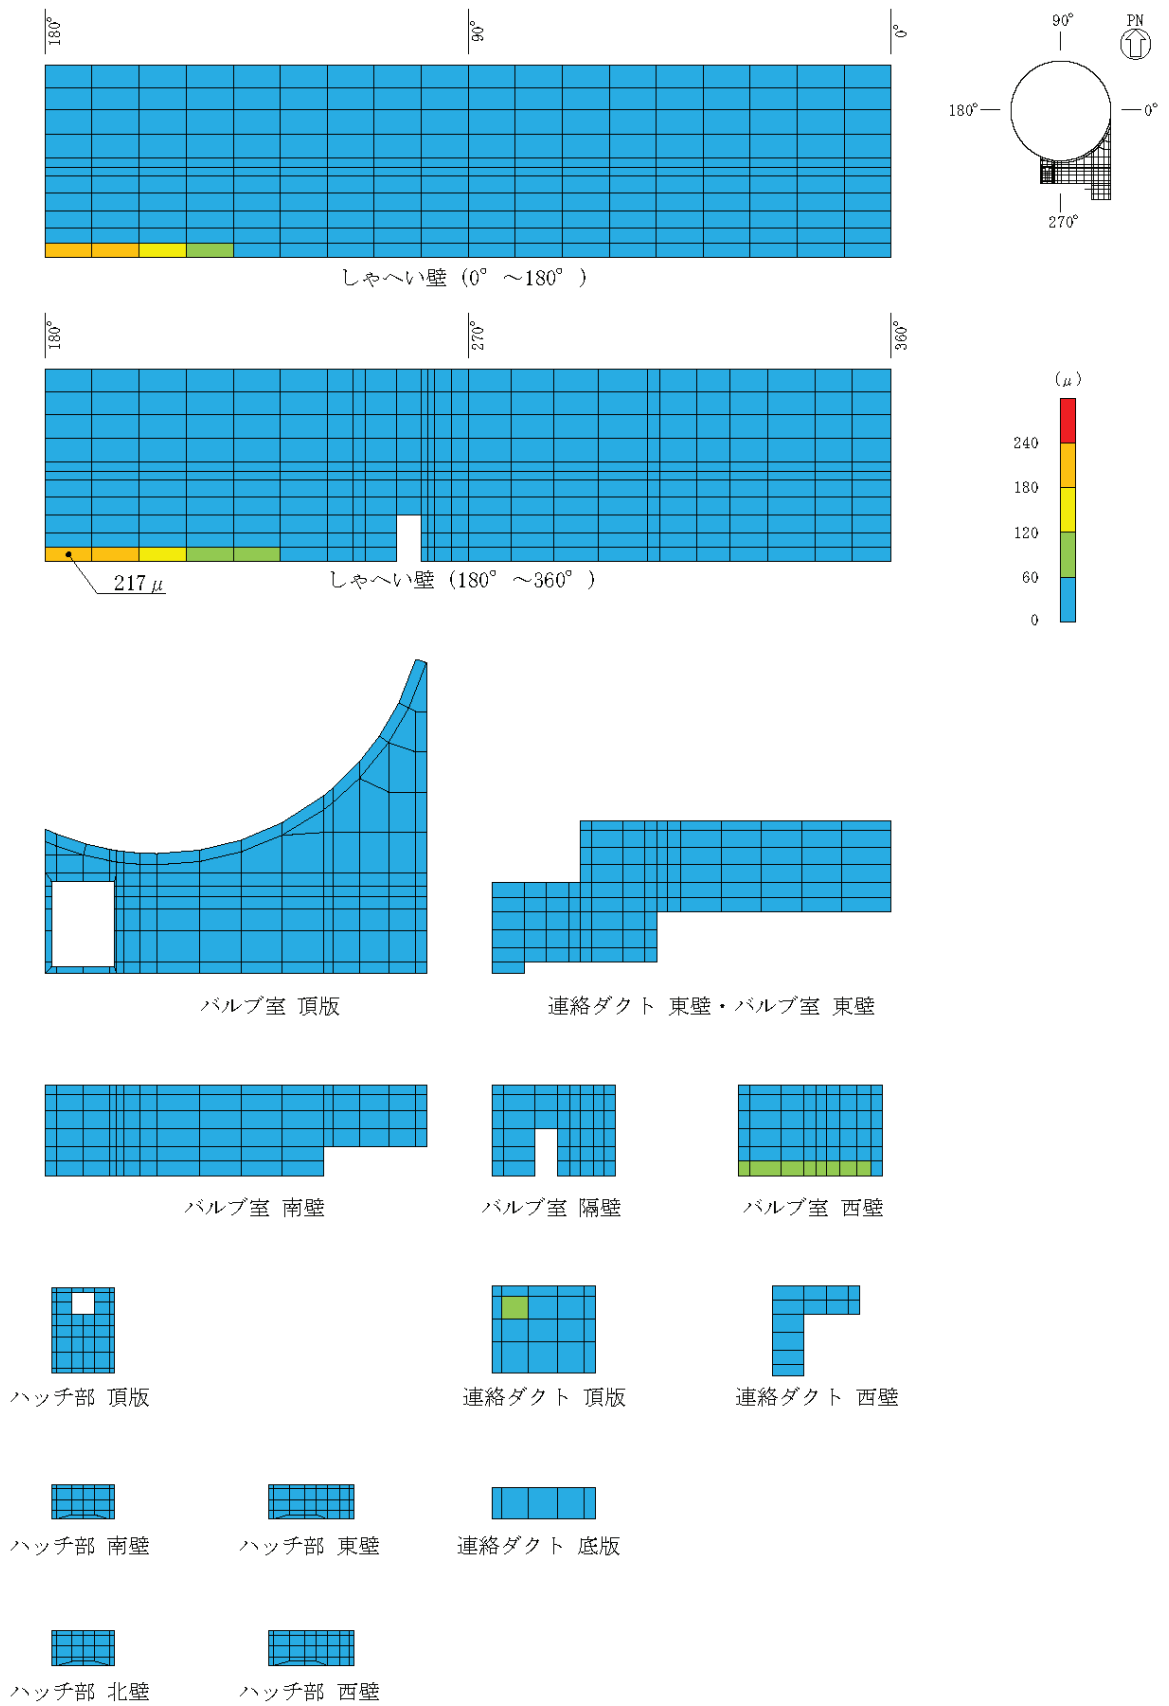 180°
90°
0°
90°
PN
180°
0°
270°
しゃへい壁 (0° ～180° )
180°
270°
360°
(μ)
240
180
120
60
0
217μ
しゃへい壁 (180° ～360° )
バルブ室 頂版
連絡ダクト 東壁・バルブ室 東壁
バルブ室 南壁
バルブ室 隔壁
バルブ室 西壁
ハッチ部 頂版
連絡ダクト 頂版
連絡ダクト 西壁
ハッチ部 南壁
ハッチ部 東壁
連絡ダクト 底版
ハッチ部 北壁
ハッチ部 西壁